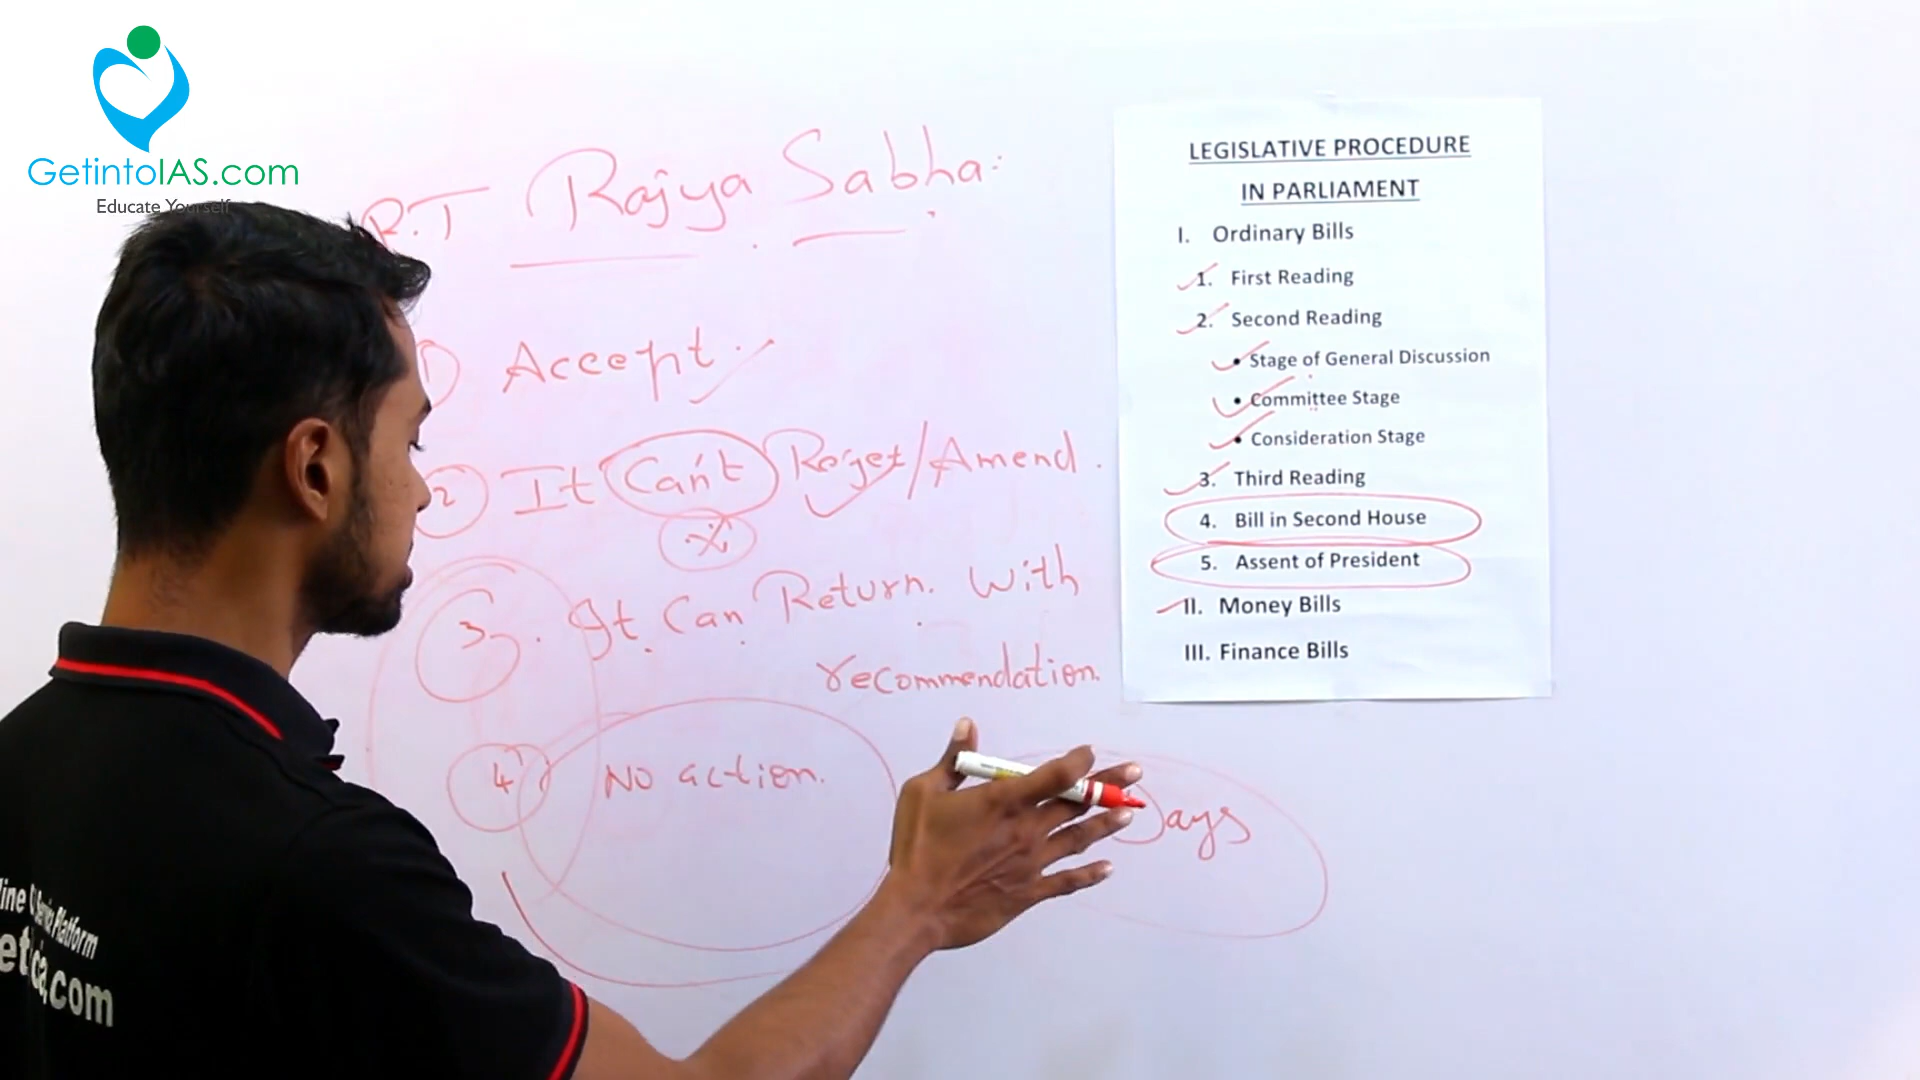 GetintoIAS.com
Educate Yourself
R.T Rajya Sabha:
1) Accept.
2 It Can't Reject/Amend.
3. It Can Return. With
recommendation.
4) No action.
Days
LEGISLATIVE PROCEDURE
IN PARLIAMENT
I. Ordinary Bills
1. First Reading
2. Second Reading
• Stage of General Discussion
• Committee Stage
• Consideration Stage
3. Third Reading
4. Bill in Second House
5. Assent of President
II. Money Bills
III. Finance Bills
.com